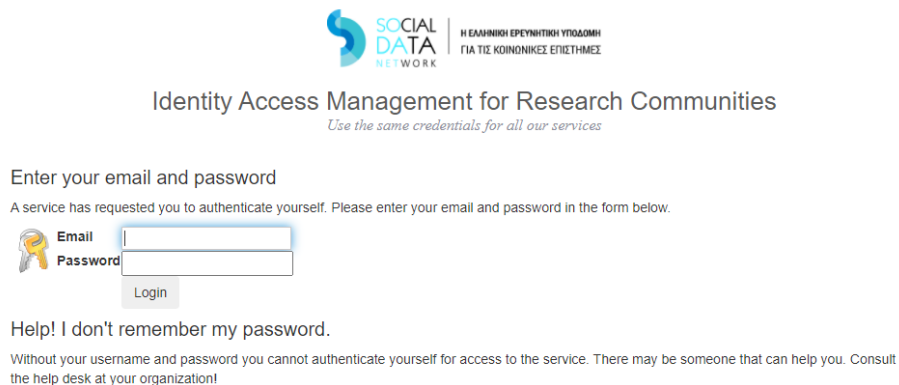 SOCIAL
DATA
NETWORK
Η ΕΛΛΗΝΙΚΗ ΕΡΕΥΝΗΤΙΚΗ ΥΠΟΔΟΜΗ
ΓΙΑ ΤΙΣ ΚΟΙΝΩΝΙΚΕΣ ΕΠΙΣΤΗΜΕΣ
Identity Access Management for Research Communities
Use the same credentials for all our services
Enter your email and password
A service has requested you to authenticate yourself. Please enter your email and password in the form below.
Email
Password
Login
Help! I don't remember my password.
Without your username and password you cannot authenticate yourself for access to the service. There may be someone that can help you. Consult
the help desk at your organization!